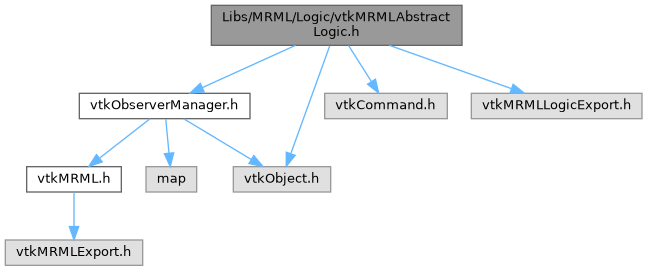 Libs/MRML/Logic/vtkMRMLAbstract
Logic.h
vtkObserverManager.h
vtkCommand.h
vtkMRMLLogicExport.h
vtkMRML.h
map
vtkObject.h
vtkMRMLExport.h